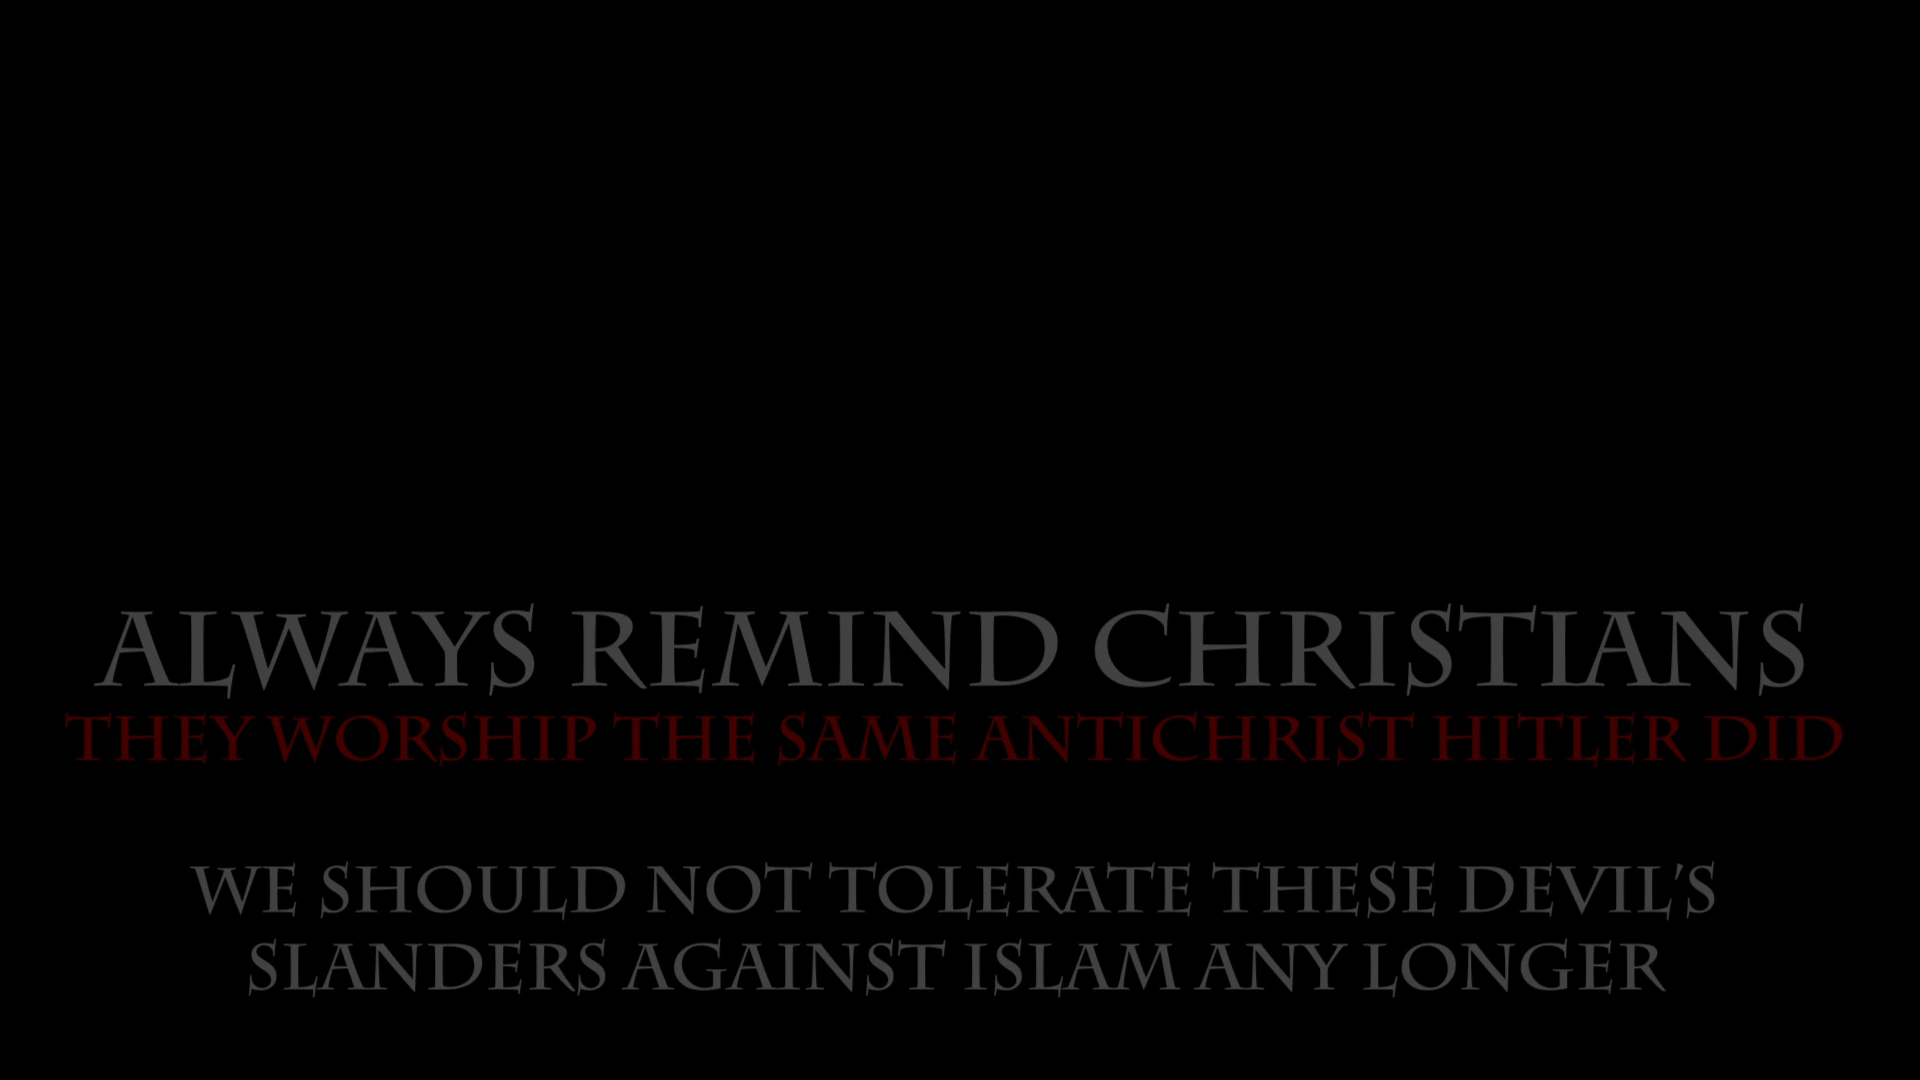 ALWAYS REMIND CHRISTIANS
THEY WORSHIP THE SAME ANTICHRIST HITLER DID
WE SHOULD NOT TOLERATE THESE DEVIL'S
SLANDERS AGAINST ISLAM ANY LONGER